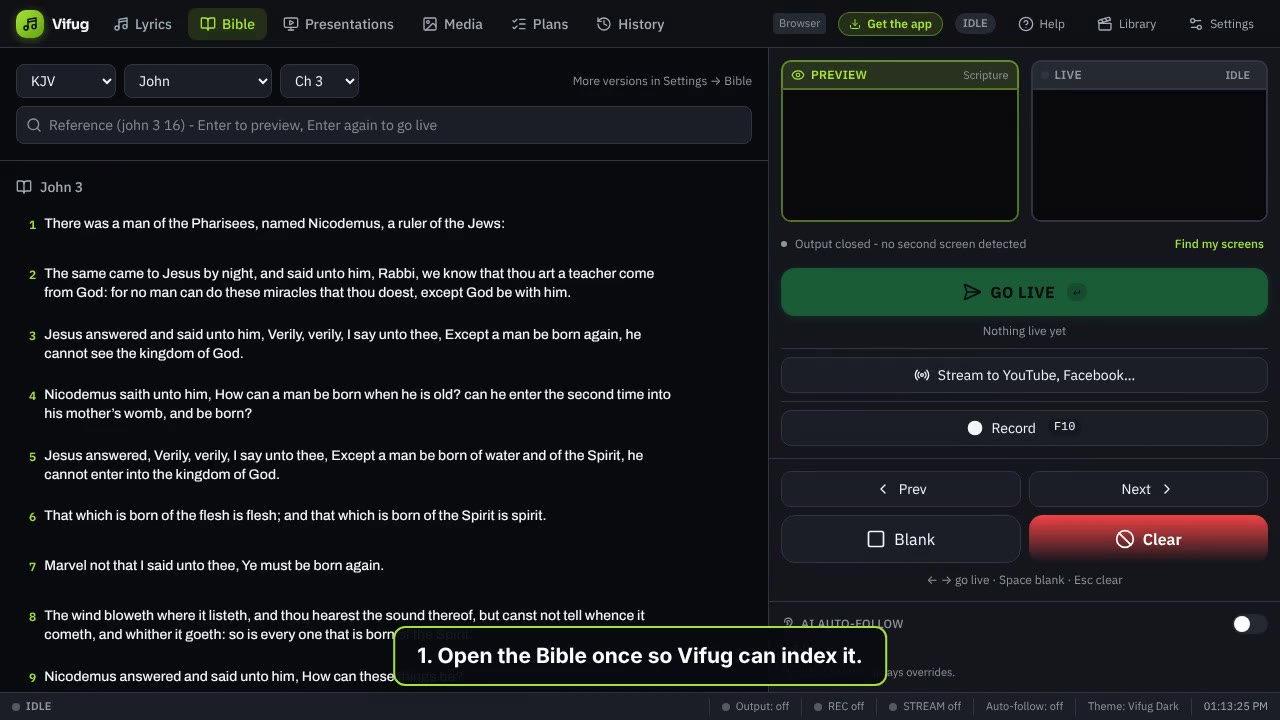 Vifug Lyrics Bible Presentations Media Plans History Browser Get the app IDLE Help Library Settings
KJV John Ch 3 More versions in Settings → Bible
Reference (john 3 16) - Enter to preview, Enter again to go live
John 3
1 There was a man of the Pharisees, named Nicodemus, a ruler of the Jews:
2 The same came to Jesus by night, and said unto him, Rabbi, we know that thou art a teacher come
from God: for no man can do these miracles that thou doest, except God be with him.
3 Jesus answered and said unto him, Verily, verily, I say unto thee, Except a man be born again, he
cannot see the kingdom of God.
4 Nicodemus saith unto him, How can a man be born when he is old? can he enter the second time into
his mother's womb, and be born?
5 Jesus answered, Verily, verily, I say unto thee, Except a man be born of water and of the Spirit, he
cannot enter into the kingdom of God.
6 That which is born of the flesh is flesh; and that which is born of the Spirit is spirit.
7 Marvel not that I said unto thee, Ye must be born again.
8 The wind bloweth where it listeth, and thou hearest the sound thereof, but canst not tell whence it
cometh, and whither it goeth: so is every one that is born of the Spirit.
9 Nicodemus answered and said unto him, How can these things be?
PREVIEW Scripture
LIVE IDLE
Output closed - no second screen detected Find my screens
GO LIVE ↵
Nothing live yet
Stream to YouTube, Facebook...
Record F10
Prev Next
Blank Clear
← → go live · Space blank · Esc clear
AI AUTO-FOLLOW
ays overrides.
1. Open the Bible once so Vifug can index it.
IDLE Output: off REC off STREAM off Auto-follow: off Theme: Vifug Dark 01:13:25 PM